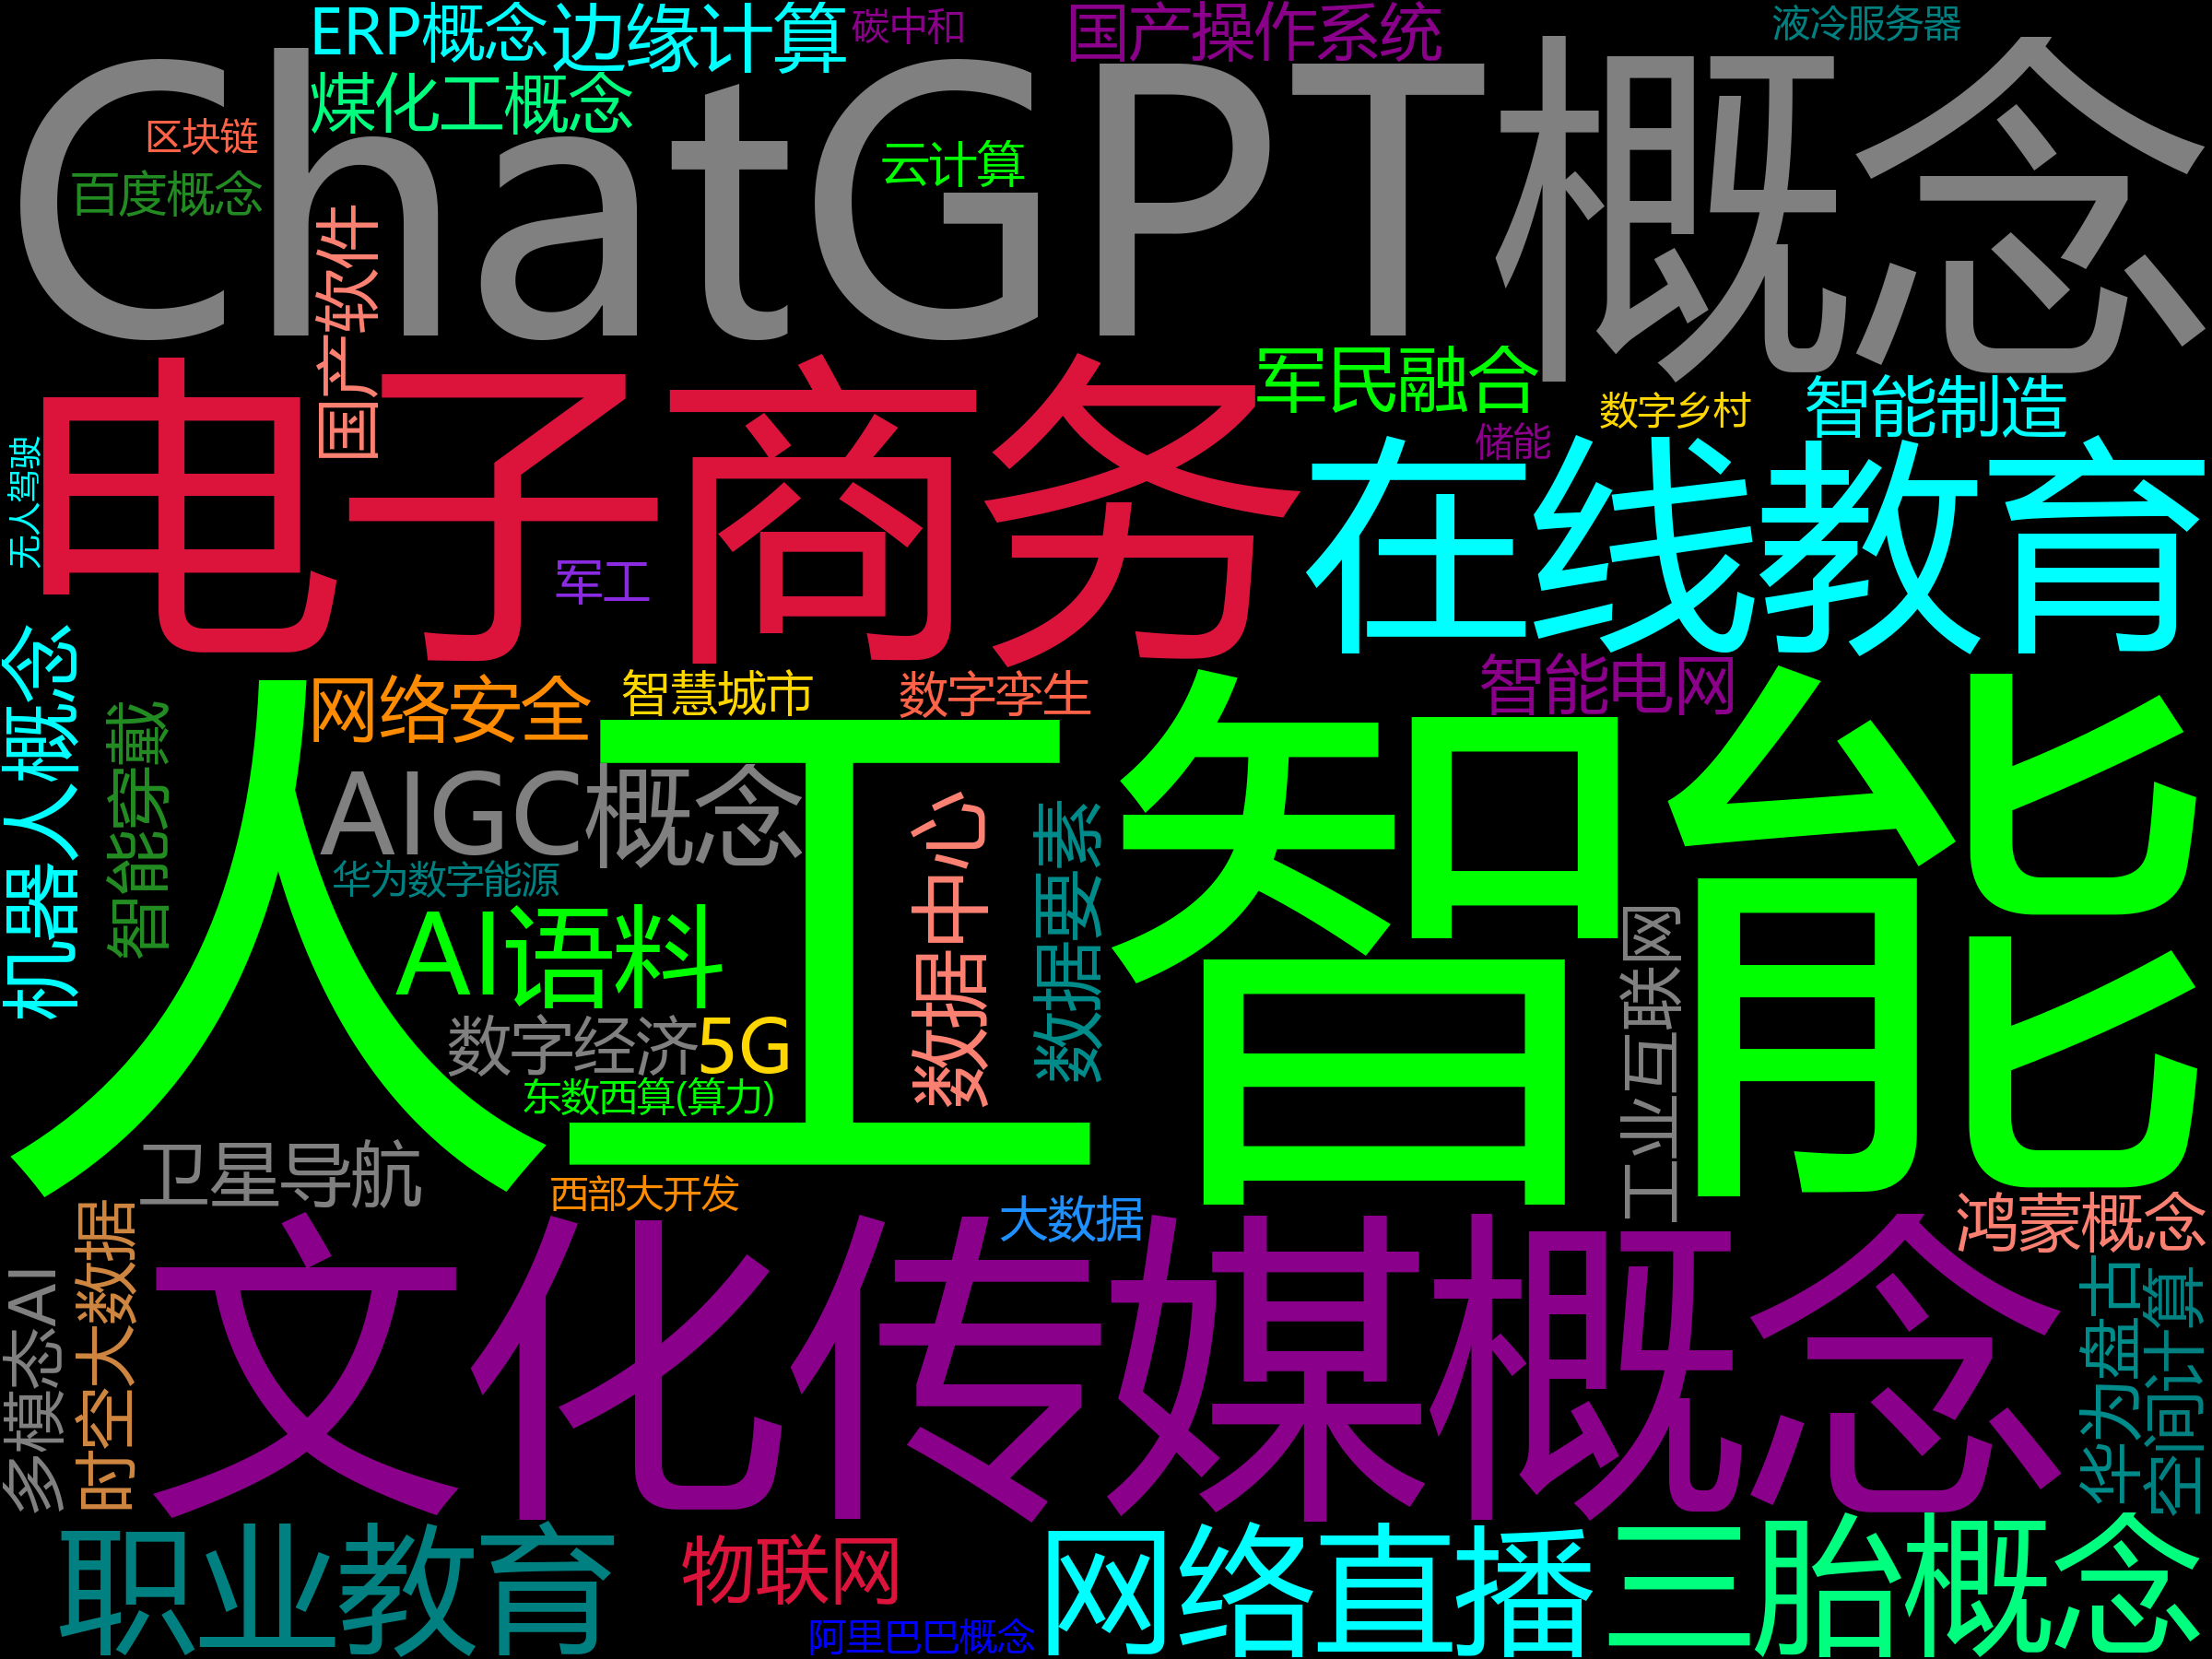 ERP概念
边缘计算
碳中和
国产操作系统
液冷服务器
ChatGPT概念
煤化工概念
区块链
百度概念
云计算
国产软件
电子商务
军民融合
数字乡村
智能制造
储能
在线教育
无人驾驶
军工
机器人概念
智能穿戴
网络安全
智慧城市
数字孪生
智能电网
人工智能
AIGC概念
华为数字能源
AI语料
数据中心
数据要素
工业互联网
数字经济
5G
东数西算(算力)
卫星导航
西部大开发
大数据
鸿蒙概念
多模态AI
时空大数据
文化传媒概念
华为盘古
空间计算
职业教育
物联网
阿里巴巴概念
网络直播
三胎概念